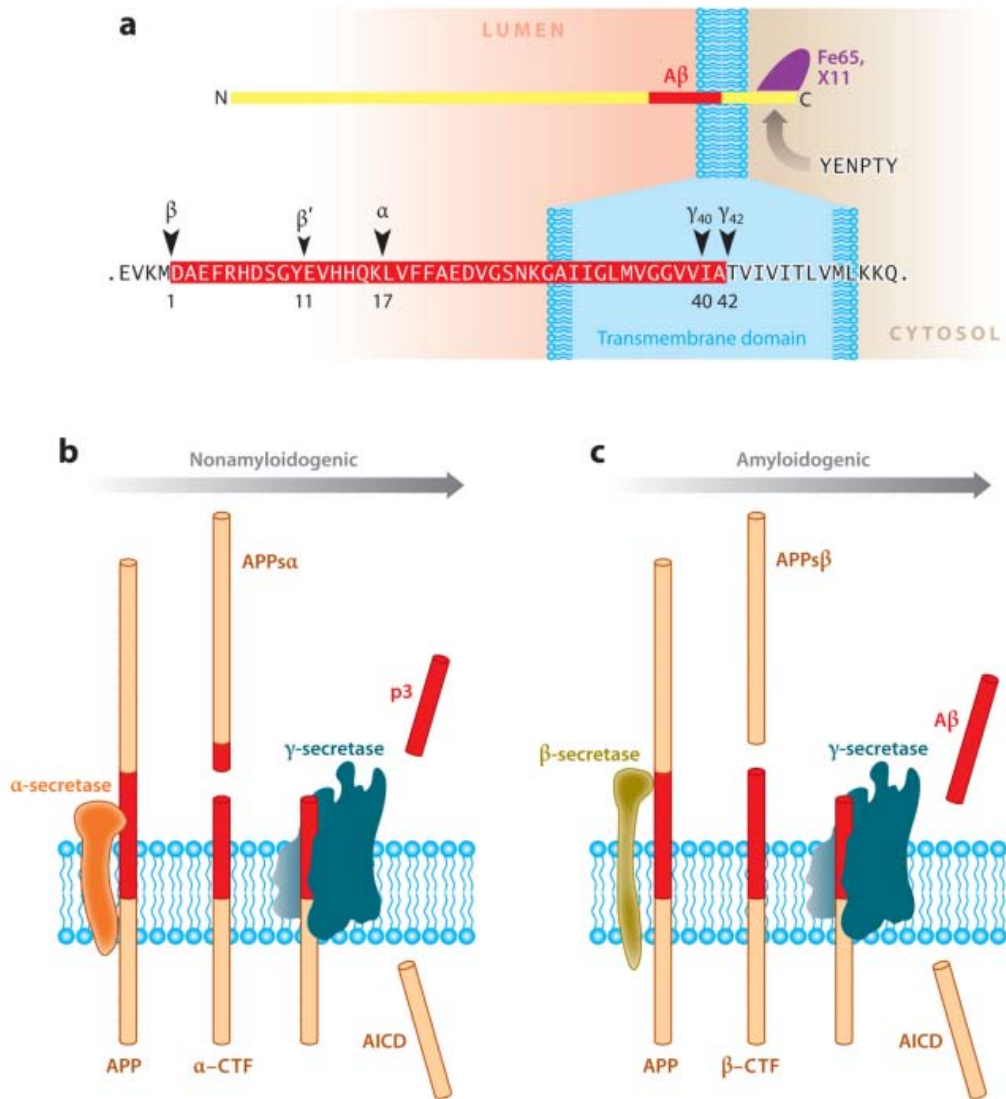 a
LUMEN
Aβ
Fe65,
X11
N
C
YENPTY
β
β'
α
γ40
γ42
.EVKMDAEFRHDSGYEVHHQKLVFFAEDVGSNKGAIIGLMVGGVVIATVIVITLVMLKKQ.
1
11
17
40
42
Transmembrane domain
CYTOSOL
b
Nonamyloidogenic
APPsα
p3
γ-secretase
α-secretase
AICD
APP
α-CTF
c
Amyloidogenic
APPsβ
Aβ
γ-secretase
β-secretase
AICD
APP
β-CTF